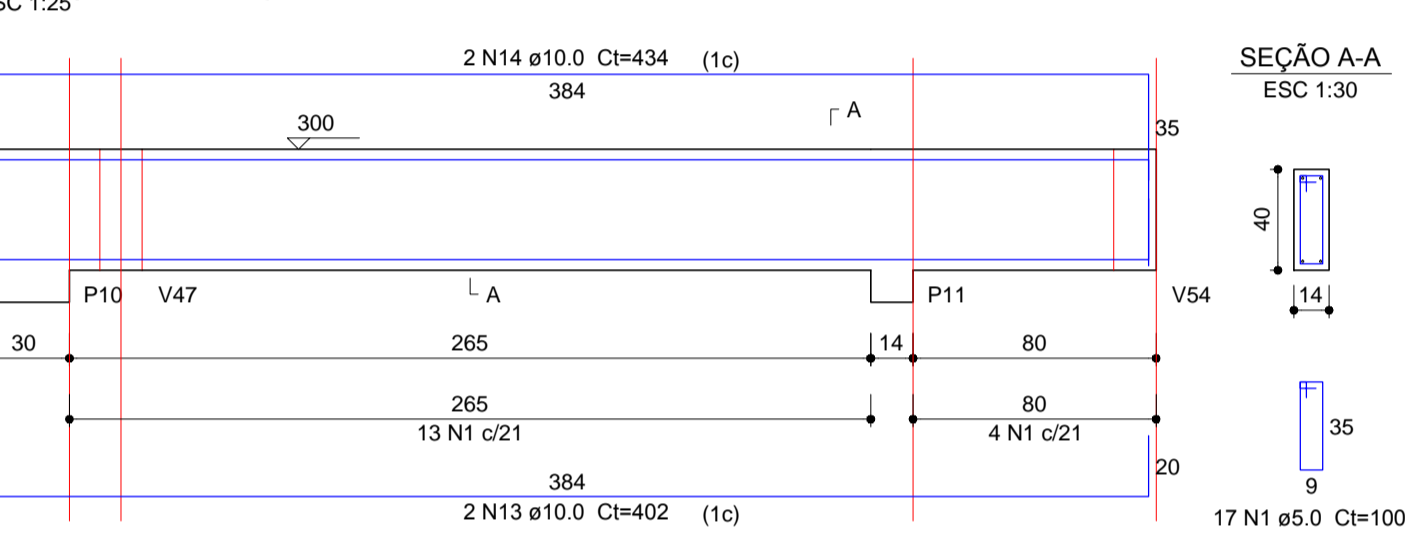 SC 1:25
2 N14 ø10.0 Ct=434 (1c)
384
SEÇÃO A-A
ESC 1:30
A
300
35
40
14
P10 V47
A
P11
V54
30 265 14 80
265 80
13 N1 c/21 4 N1 c/21
35
9
17 N1 ø5.0 Ct=100
20
384
2 N13 ø10.0 Ct=402 (1c)